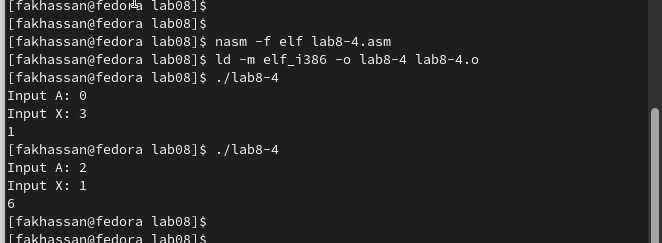 [fakhassan@fedora lab08]$
[fakhassan@fedora lab08]$
[fakhassan@fedora lab08]$ nasm -f elf lab8-4.asm
[fakhassan@fedora lab08]$ ld -m elf_i386 -o lab8-4 lab8-4.o
[fakhassan@fedora lab08]$ ./lab8-4
Input A: 0
Input X: 3
1
[fakhassan@fedora lab08]$ ./lab8-4
Input A: 2
Input X: 1
6
[fakhassan@fedora lab08]$
[fakhassan@fedora lab08]$